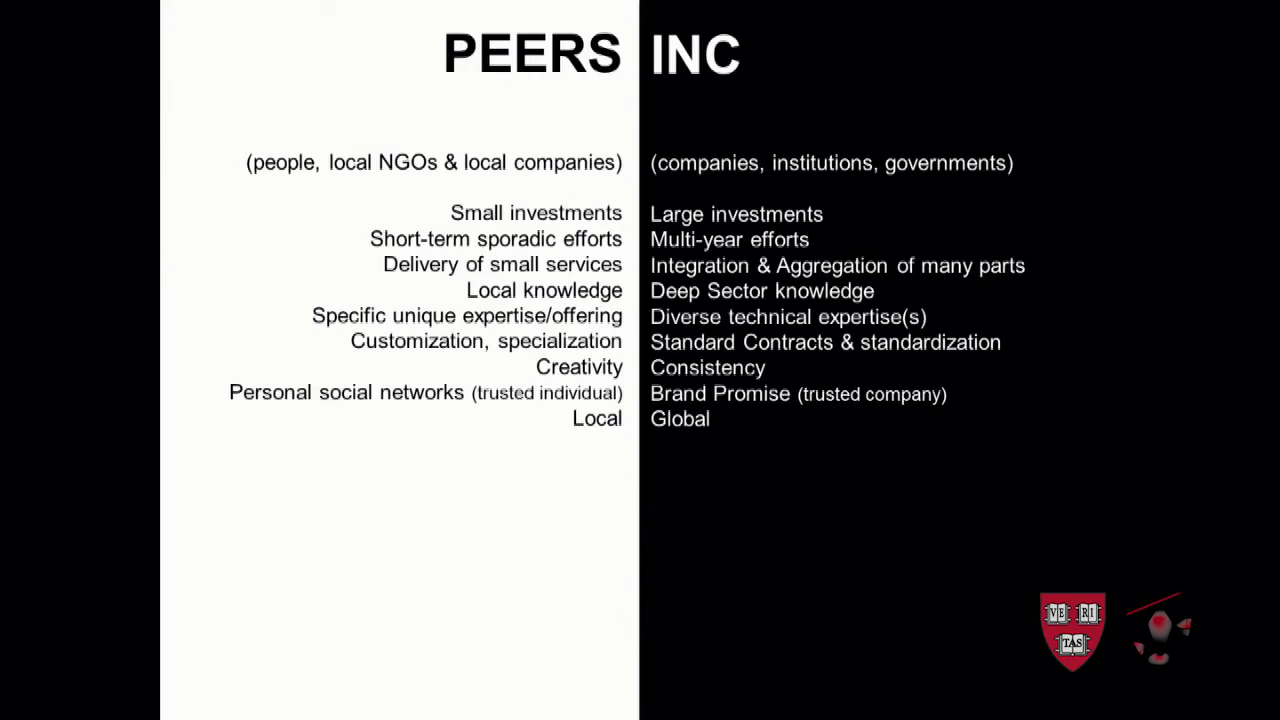 PEERS INC
(people, local NGOs & local companies) (companies, institutions, governments)
Small investments Large investments
Short-term sporadic efforts Multi-year efforts
Delivery of small services Integration & Aggregation of many parts
Local knowledge Deep Sector knowledge
Specific unique expertise/offering Diverse technical expertise(s)
Customization, specialization Standard Contracts & standardization
Creativity Consistency
Personal social networks (trusted individual) Brand Promise (trusted company)
Local Global
VE RI
TAS